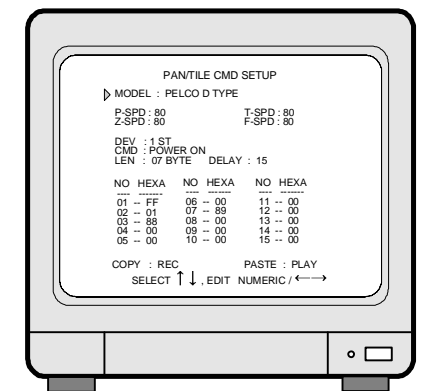 PAN/TILE CMD SETUP
MODEL : PELCO D TYPE
P-SPD : 80 T-SPD : 80
Z-SPD : 80 F-SPD : 80
DEV : 1 ST
CMD : POWER ON
LEN : 07 BYTE DELAY : 15
NO HEXA NO HEXA NO HEXA
---- ------- ---- ------- ---- -------
01 -- FF 06 -- 00 11 -- 00
02 -- 01 07 -- 89 12 -- 00
03 -- 88 08 -- 00 13 -- 00
04 -- 00 09 -- 00 14 -- 00
05 -- 00 10 -- 00 15 -- 00
COPY : REC PASTE : PLAY
SELECT ↑↓ , EDIT NUMERIC / ←→